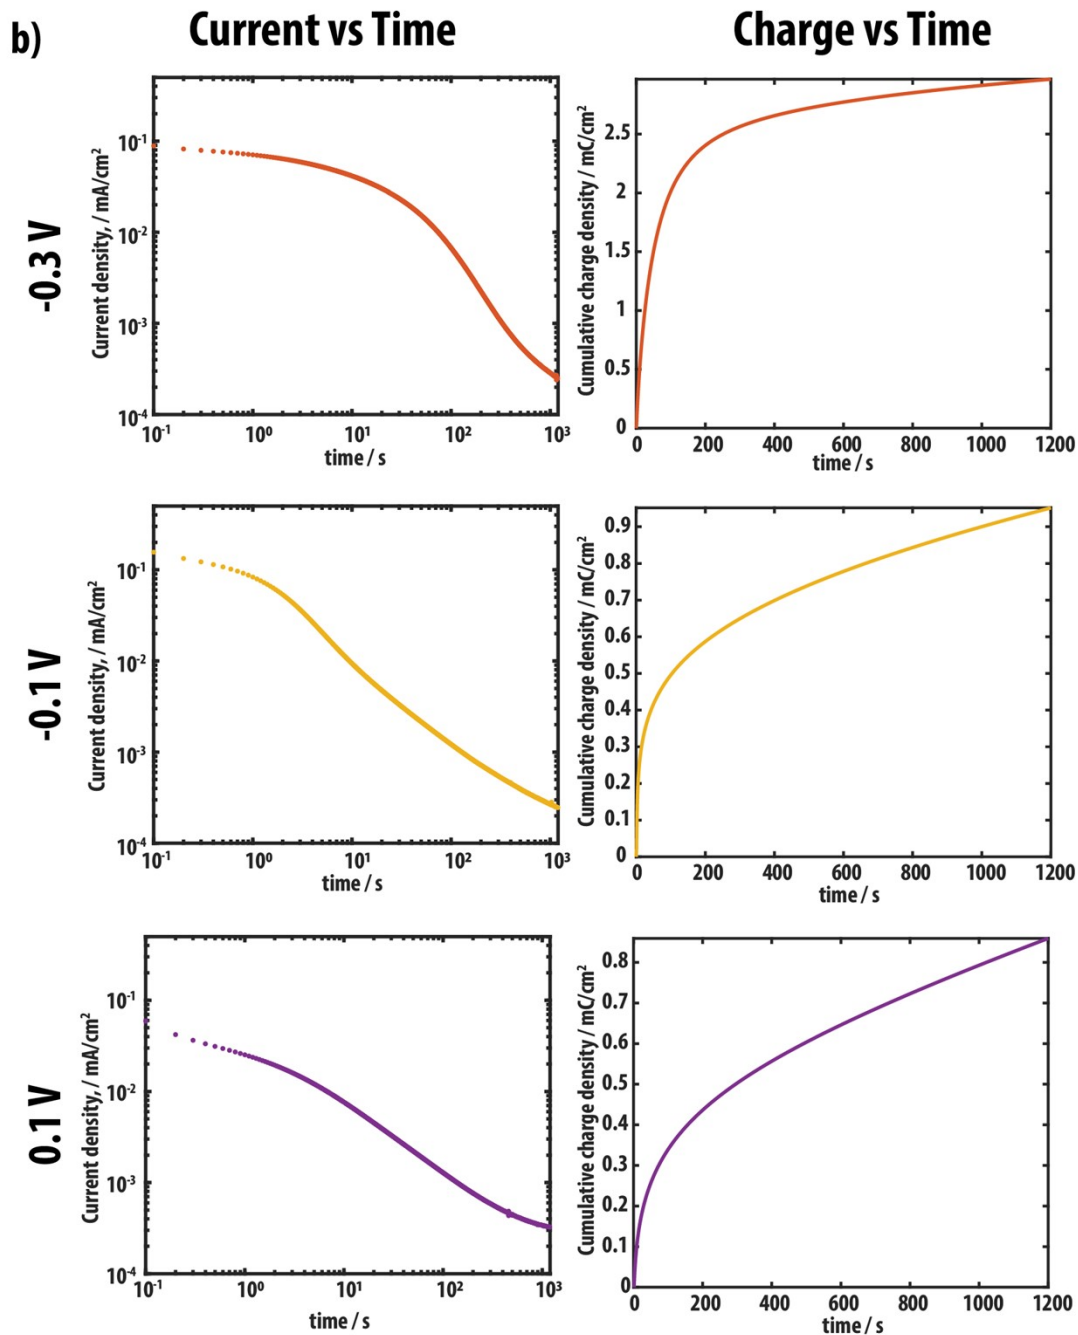 b)
Current vs Time
Charge vs Time
-0.3 V
Current density, / mA/cm²
10⁻¹
10⁻²
10⁻³
10⁻⁴
10⁻¹ 10⁰ 10¹ 10² 10³
time / s
Cumulative charge density / mC/cm²
2.5
2
1.5
1
0.5
0
0 200 400 600 800 1000 1200
time / s
-0.1 V
Current density, / mA/cm²
10⁻¹
10⁻²
10⁻³
10⁻⁴
10⁻¹ 10⁰ 10¹ 10² 10³
time / s
Cumulative charge density / mC/cm²
0.9
0.8
0.7
0.6
0.5
0.4
0.3
0.2
0.1
0
0 200 400 600 800 1000 1200
time / s
0.1 V
Current density, / mA/cm²
10⁻¹
10⁻²
10⁻³
10⁻⁴
10⁻¹ 10⁰ 10¹ 10² 10³
time / s
Cumulative charge density / mC/cm²
0.8
0.7
0.6
0.5
0.4
0.3
0.2
0.1
0
0 200 400 600 800 1000 1200
time / s